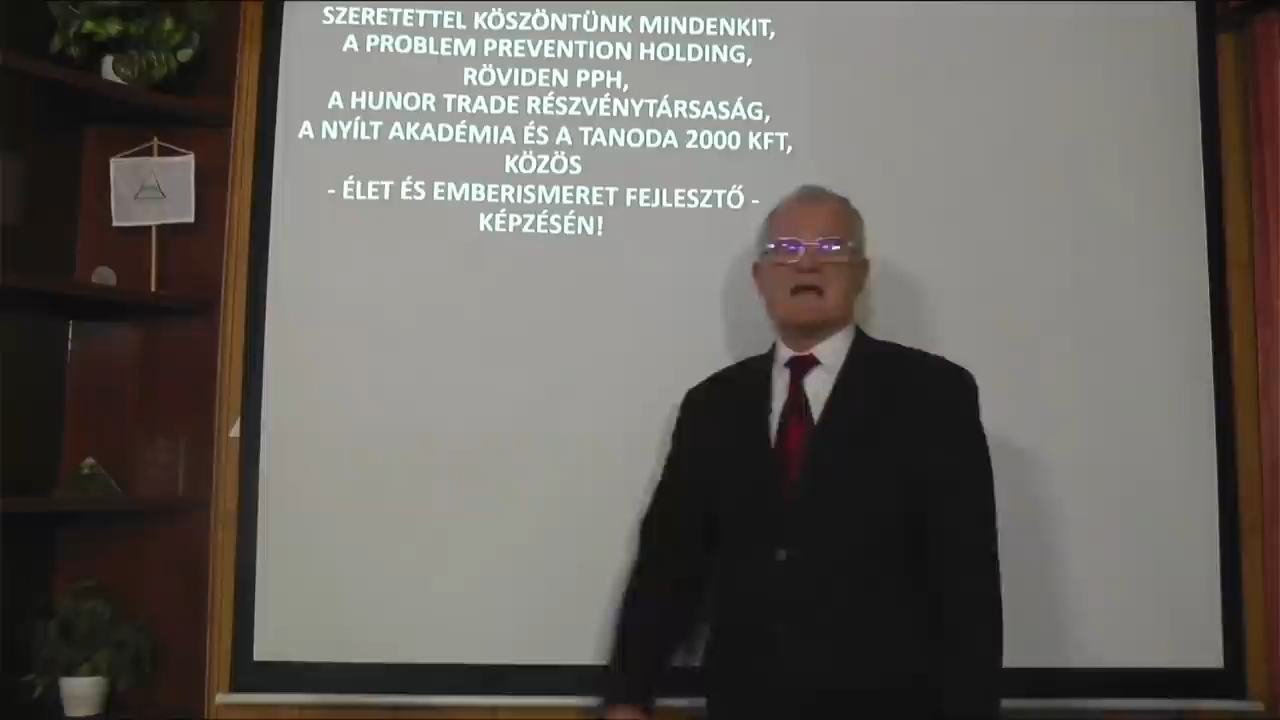 SZERETETTEL KÖSZÖNTÜNK MINDENKIT,
A PROBLEM PREVENTION HOLDING,
RÖVIDEN PPH,
A HUNOR TRADE RÉSZVÉNYTÁRSASÁG,
A NYÍLT AKADÉMIA ÉS A TANODA 2000 KFT,
KÖZÖS
- ÉLET ÉS EMBERISMERET FEJLESZTŐ -
KÉPZÉSÉN!